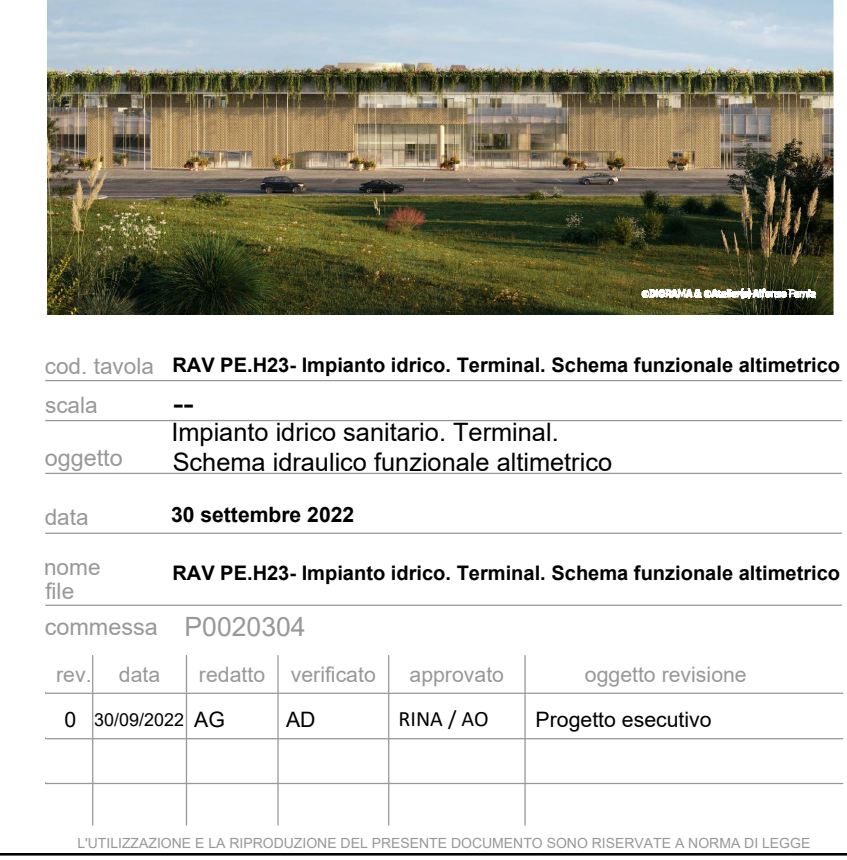 ©DIORAMA & ©Atelier(s) Alfonso Femia
cod. tavola RAV PE.H23- Impianto idrico. Terminal. Schema funzionale altimetrico
scala --
oggetto Impianto idrico sanitario. Terminal.
Schema idraulico funzionale altimetrico
data 30 settembre 2022
nome file RAV PE.H23- Impianto idrico. Terminal. Schema funzionale altimetrico
commessa P0020304
rev. data redatto verificato approvato oggetto revisione
0 30/09/2022 AG AD RINA / AO Progetto esecutivo
L'UTILIZZAZIONE E LA RIPRODUZIONE DEL PRESENTE DOCUMENTO SONO RISERVATE A NORMA DI LEGGE